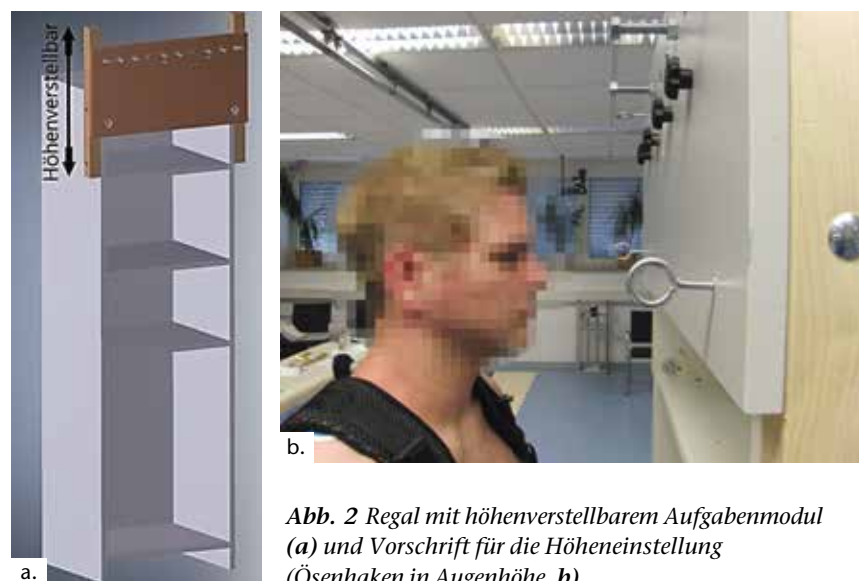 Höhenverstellbar
a.
b.
Abb. 2 Regal mit höhenverstellbarem Aufgabenmodul
(a) und Vorschrift für die Höheneinstellung
(Ösenhaken in Augenhöhe, b)